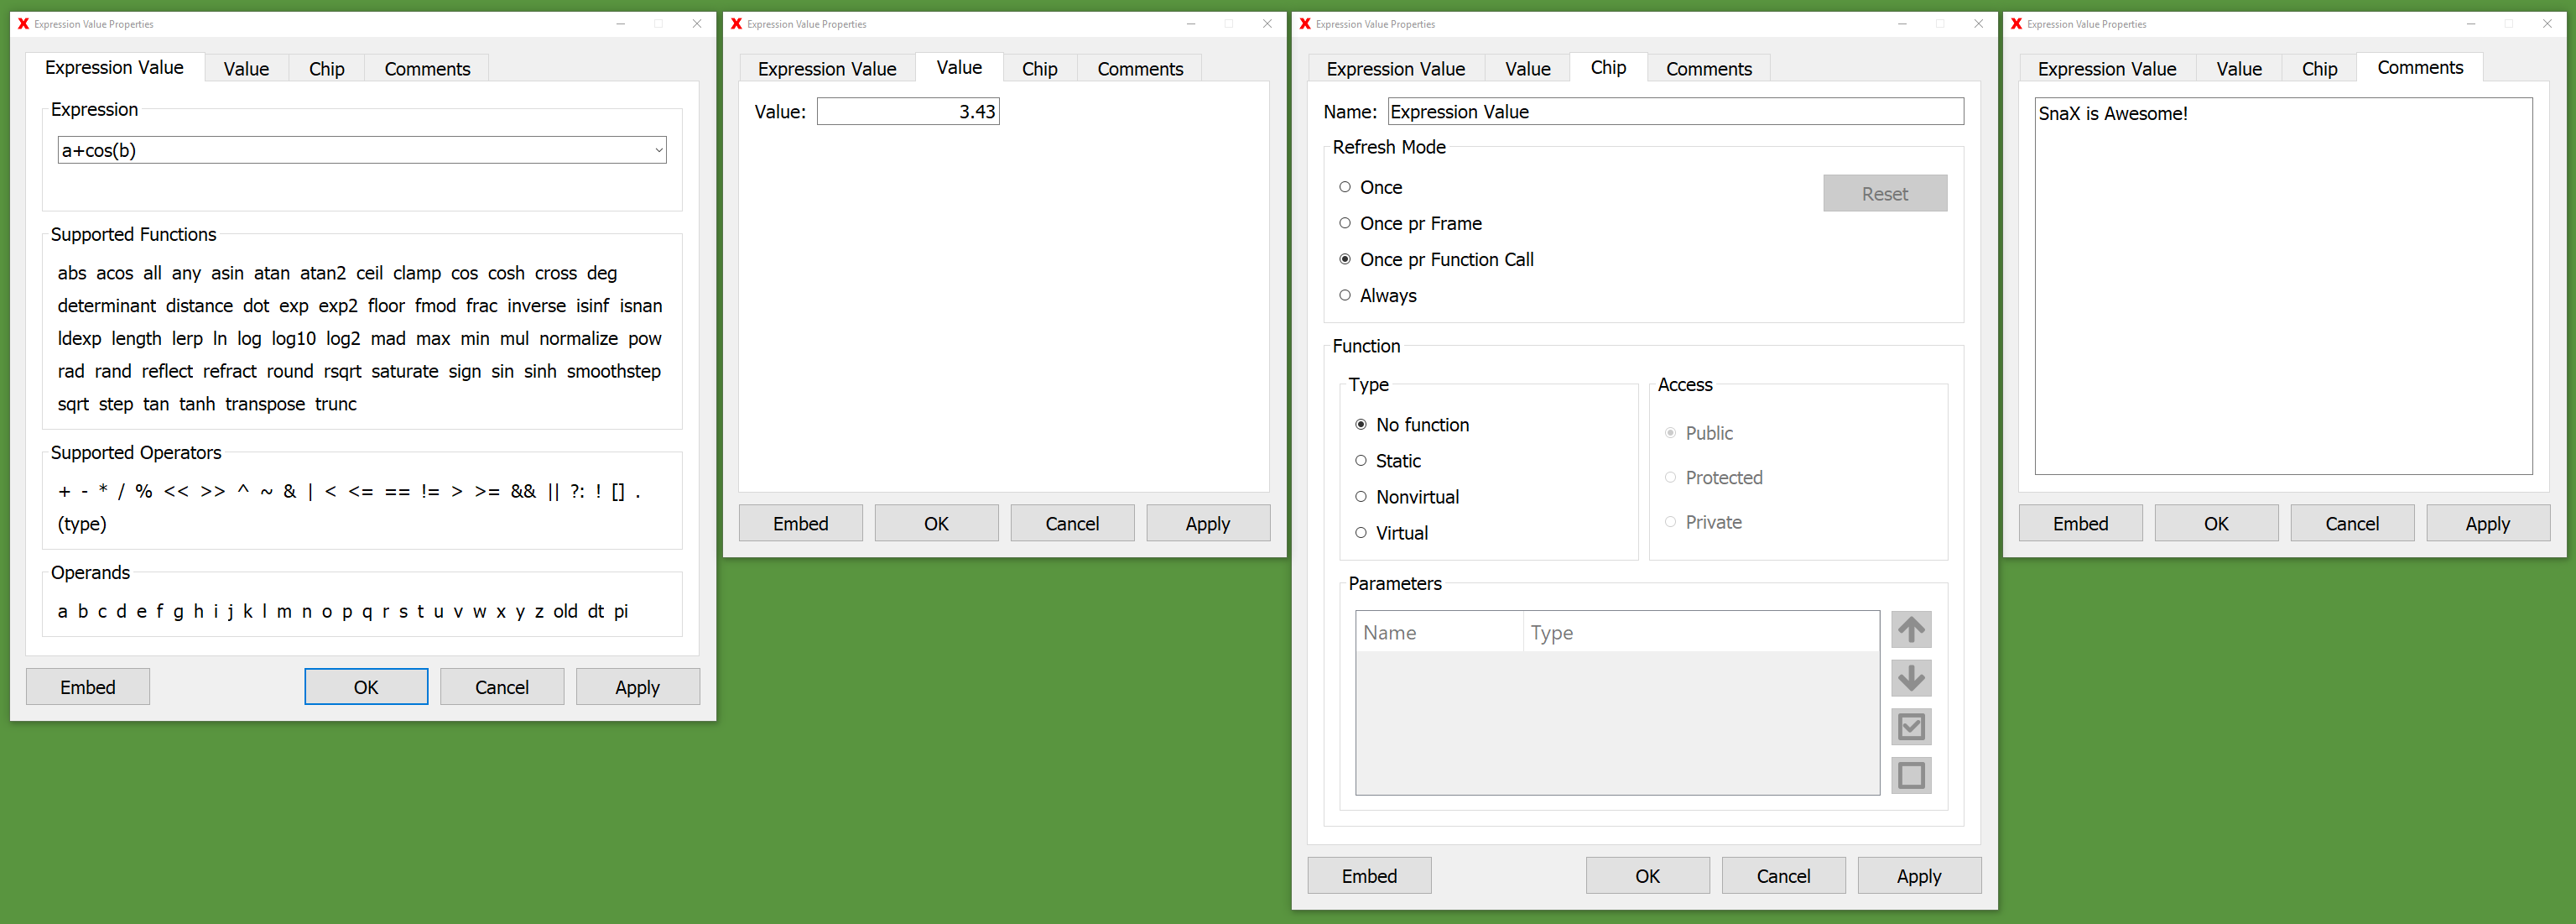 Expression Value Properties
Expression Value Value Chip Comments
Expression
a+cos(b)
Supported Functions
abs acos all any asin atan atan2 ceil clamp cos cosh cross deg
determinant distance dot exp exp2 floor fmod frac inverse isinf isnan
ldexp length lerp ln log log10 log2 mad max min mul normalize pow
rad rand reflect refract round rsqrt saturate sign sin sinh smoothstep
sqrt step tan tanh transpose trunc
Supported Operators
+ - * / % << >> ^ ~ & | < <= == != > >= && || ?: ! [] .
(type)
Operands
a b c d e f g h i j k l m n o p q r s t u v w x y z old dt pi
Embed OK Cancel Apply
Expression Value Properties
Expression Value Value Chip Comments
Value: 3.43
Embed OK Cancel Apply
Expression Value Properties
Expression Value Value Chip Comments
Name: Expression Value
Refresh Mode
Once
Reset
Once pr Frame
Once pr Function Call
Always
Function
Type
No function
Static
Nonvirtual
Virtual
Access
Public
Protected
Private
Parameters
Name Type
Embed OK Cancel Apply
Expression Value Properties
Expression Value Value Chip Comments
SnaX is Awesome!
Embed OK Cancel Apply